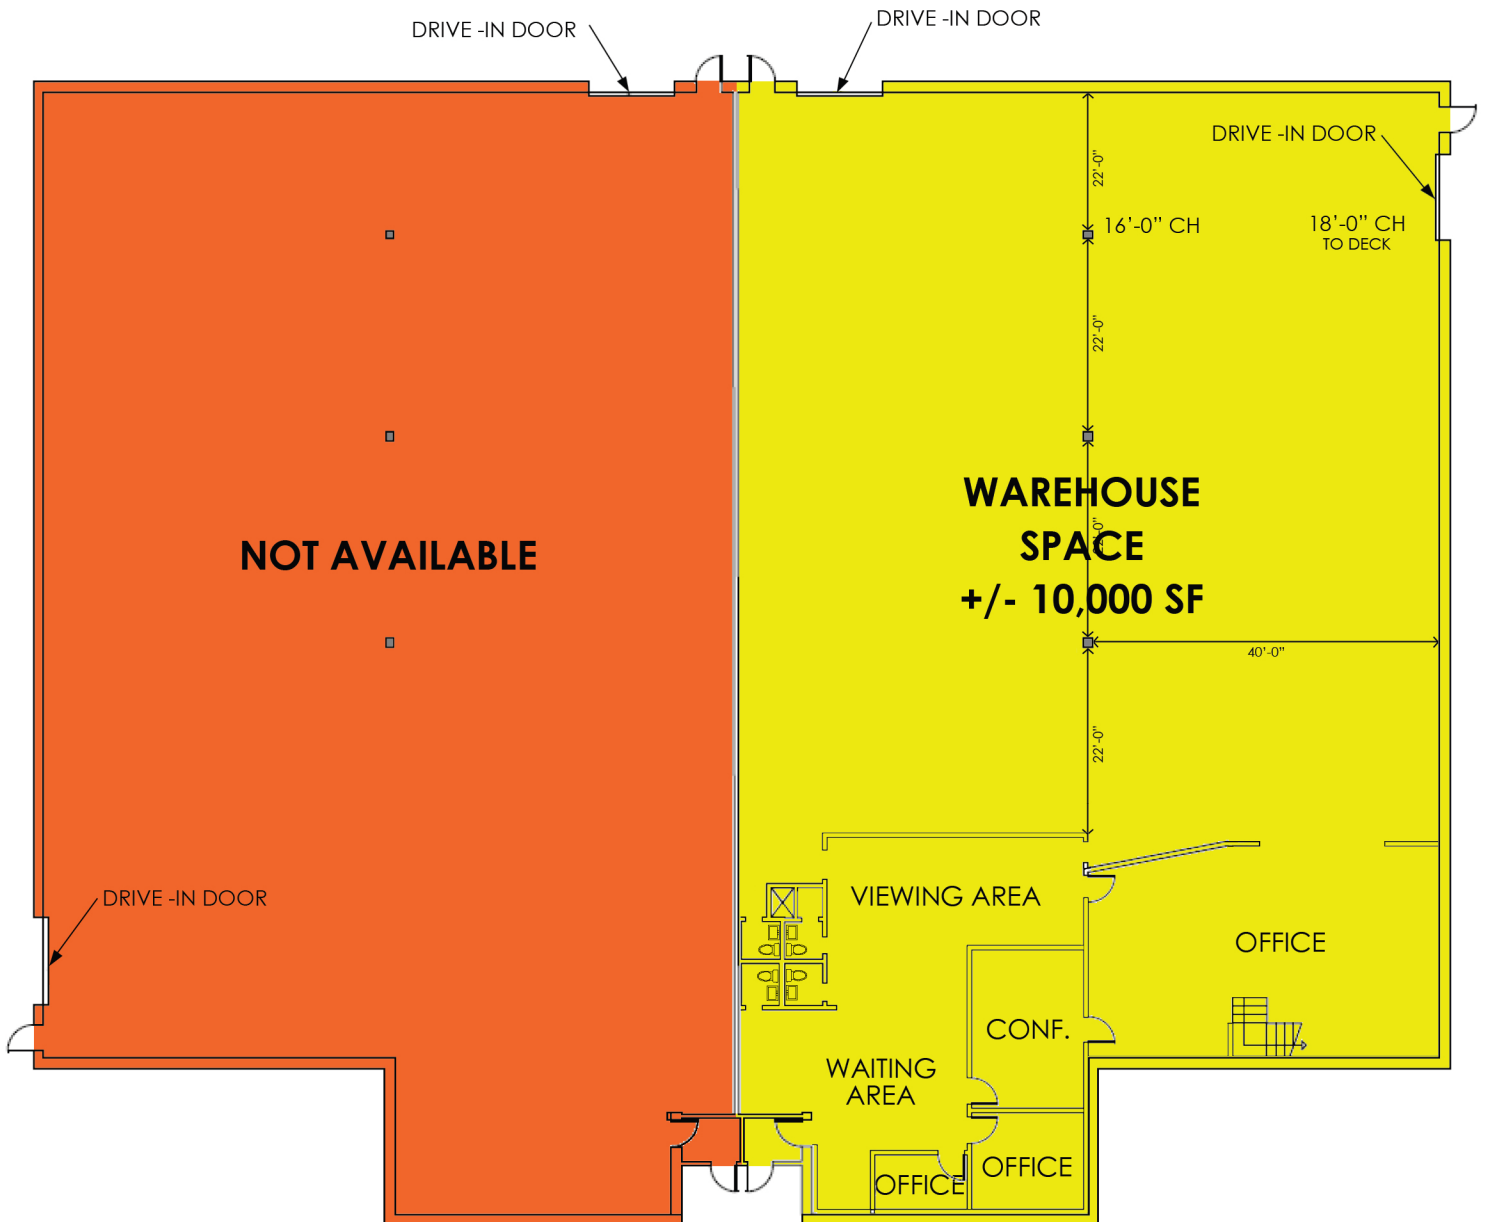 DRIVE -IN DOOR
DRIVE -IN DOOR
DRIVE -IN DOOR
22'-0"
16'-0" CH
18'-0" CH
TO DECK
22'-0"
WAREHOUSE
SPACE
+/- 10,000 SF
NOT AVAILABLE
40'-0"
22'-0"
DRIVE -IN DOOR
VIEWING AREA
OFFICE
CONF.
WAITING
AREA
OFFICE
OFFICE